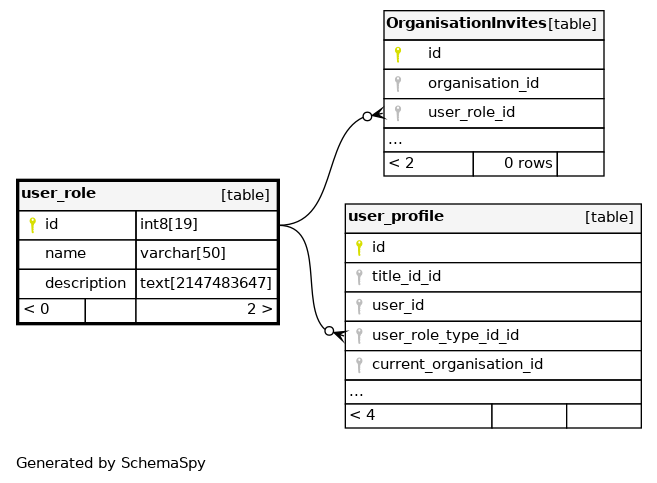 OrganisationInvites [table]
id
organisation_id
user_role_id
...
< 2 0 rows
user_role [table]
id int8[19]
name varchar[50]
description text[2147483647]
< 0 2 >
user_profile [table]
id
title_id_id
user_id
user_role_type_id_id
current_organisation_id
...
< 4
Generated by SchemaSpy